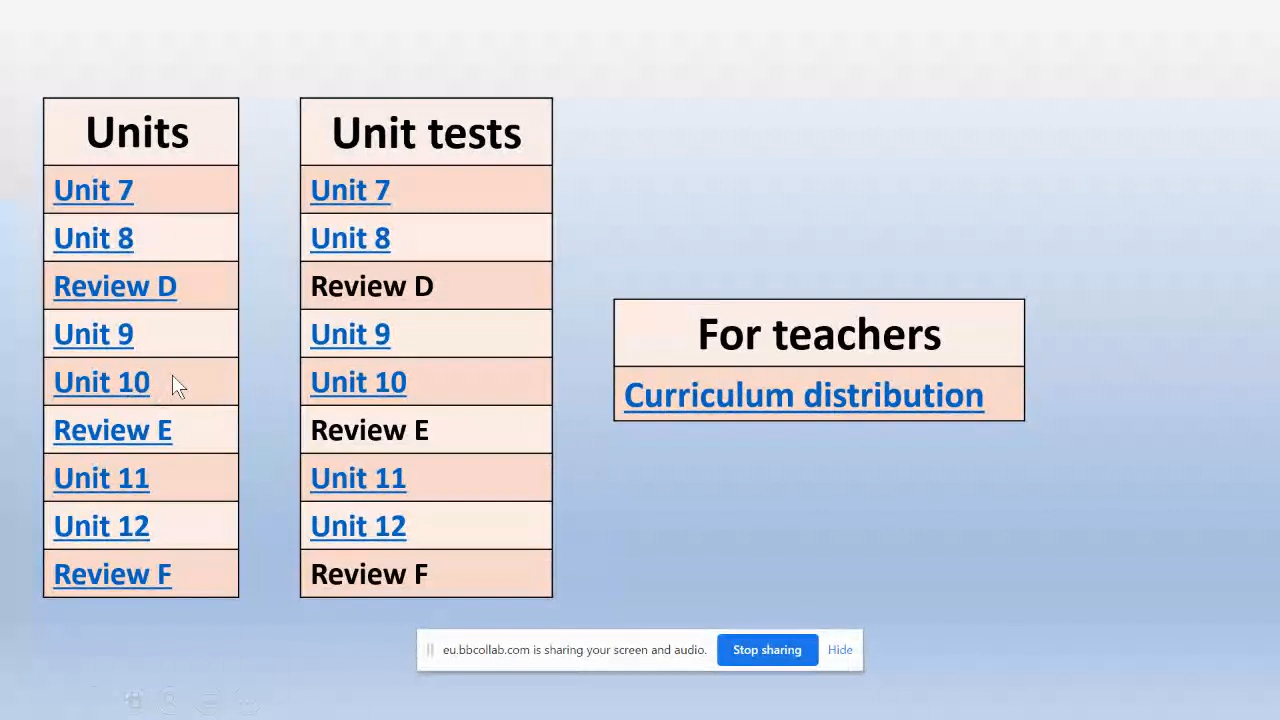 Units
Unit 7
Unit 8
Review D
Unit 9
Unit 10
Review E
Unit 11
Unit 12
Review F
Unit tests
Unit 7
Unit 8
Review D
Unit 9
Unit 10
Review E
Unit 11
Unit 12
Review F
For teachers
Curriculum distribution
eu.bbcollab.com is sharing your screen and audio.
Stop sharing
Hide